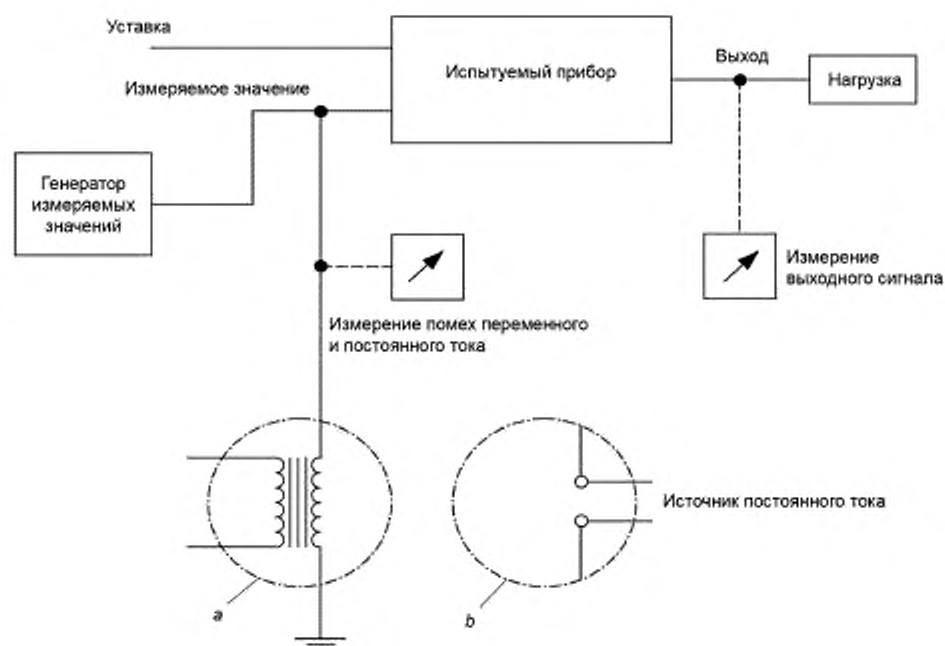 Уставка
Испытуемый прибор
Выход
Нагрузка
Измеряемое значение
Генератор
измеряемых
значений
Измерение
выходного сигнала
Измерение помех переменного
и постоянного тока
Источник постоянного тока
a
b